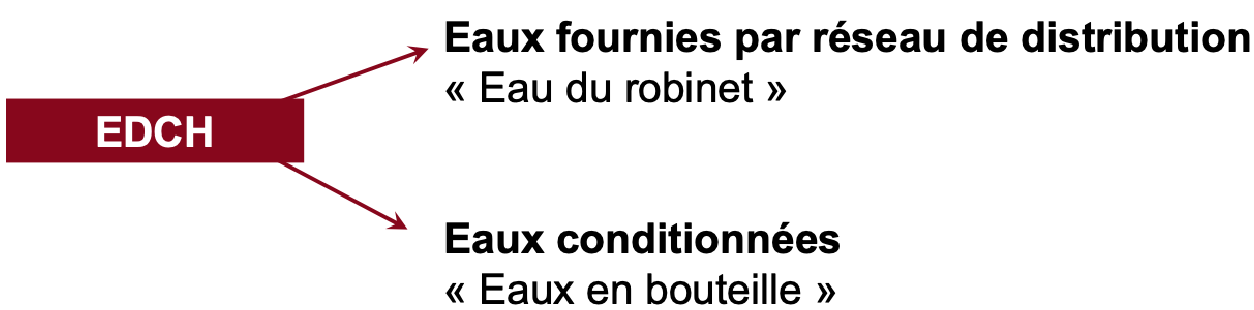 Eaux fournies par réseau de distribution
« Eau du robinet »
EDCH
Eaux conditionnées
« Eaux en bouteille »